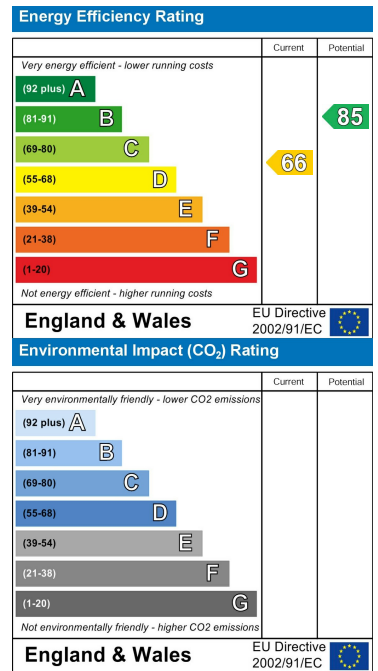 Energy Efficiency Rating
Current Potential
Very energy efficient - lower running costs
(92 plus) A
(81-91) B
85
(69-80) C
66
(55-68) D
(39-54) E
(21-38) F
(1-20) G
Not energy efficient - higher running costs
England & Wales
EU Directive
2002/91/EC
Environmental Impact (CO₂) Rating
Current Potential
Very environmentally friendly - lower CO2 emissions
(92 plus) A
(81-91) B
(69-80) C
(55-68) D
(39-54) E
(21-38) F
(1-20) G
Not environmentally friendly - higher CO2 emissions
England & Wales
EU Directive
2002/91/EC